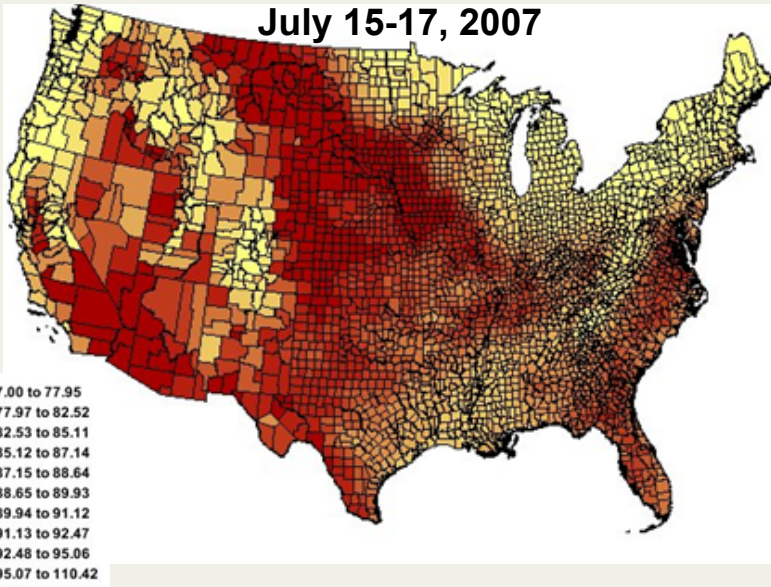 July 15-17, 2007
7.00 to 77.95
77.97 to 82.52
82.53 to 85.11
85.12 to 87.14
87.15 to 88.64
88.65 to 89.93
89.94 to 91.12
91.13 to 92.47
92.48 to 95.06
95.07 to 110.42